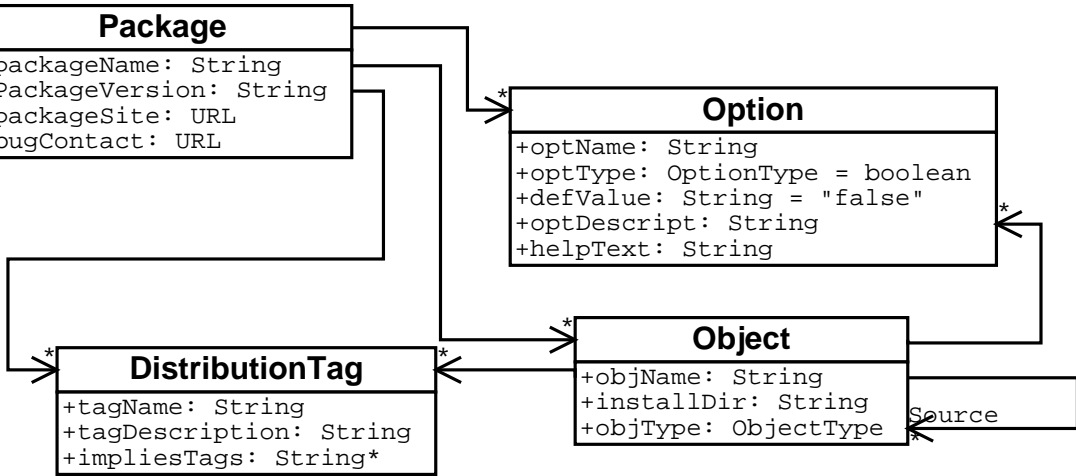 Package
packageName: String
PackageVersion: String
packageSite: URL
bugContact: URL
*
Option
+optName: String
+optType: OptionType = boolean
+defValue: String = "false"
+optDescript: String
+helpText: String
*
*
Object
+objName: String
+installDir: String
+objType: ObjectType
Source
*
*
*
DistributionTag
+tagName: String
+tagDescription: String
+impliesTags: String*